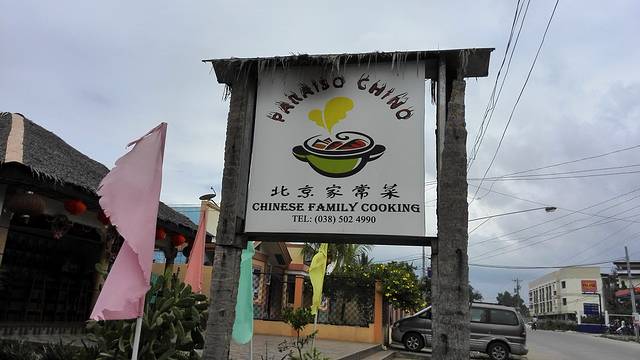 PARAISO CHINO
北京家常菜
CHINESE FAMILY COOKING
TEL: (038) 502 4990